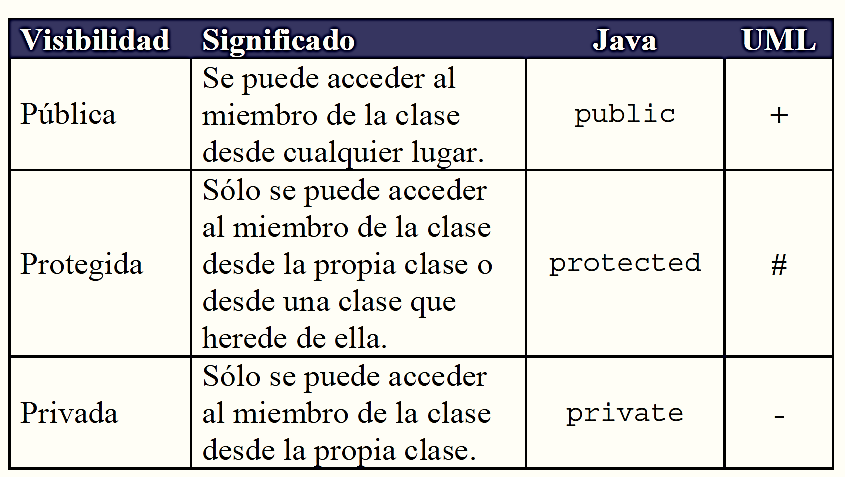 Visibilidad Significado Java UML
Se puede acceder al
Pública miembro de la clase public +
desde cualquier lugar.
Sólo se puede acceder
al miembro de la clase
Protegida desde la propia clase o protected #
desde una clase que
herede de ella.
Sólo se puede acceder
Privada al miembro de la clase private -
desde la propia clase.